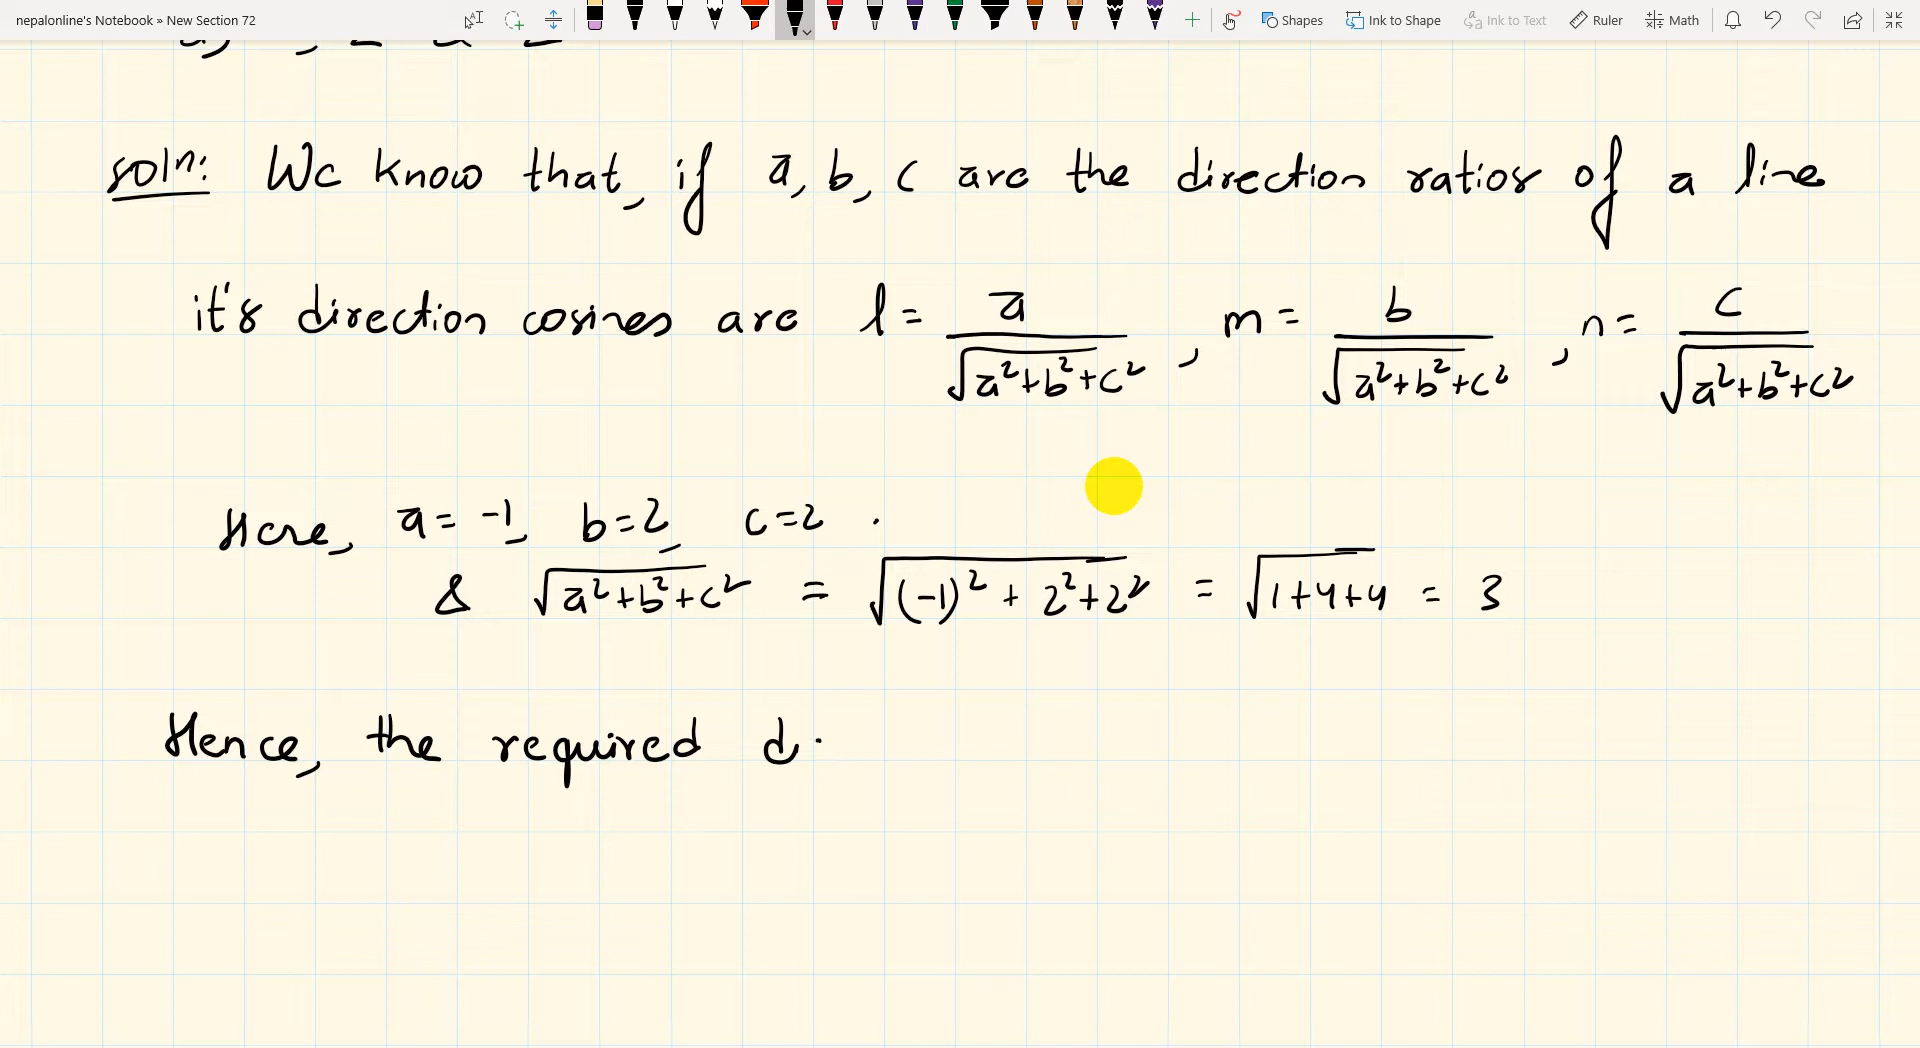 nepalonline's Notebook » New Section 72
Shapes Ink to Shape Ink to Text Ruler Math
soln: We know that, if a, b, c are the direction ratios of a line
it's direction cosines are l = a/√(a²+b²+c²), m = b/√(a²+b²+c²), n = c/√(a²+b²+c²)
Here, a = -1, b = 2, c = 2 .
& √(a²+b²+c²) = √((-1)² + 2²+2²) = √(1+4+4) = 3
Hence, the required d.